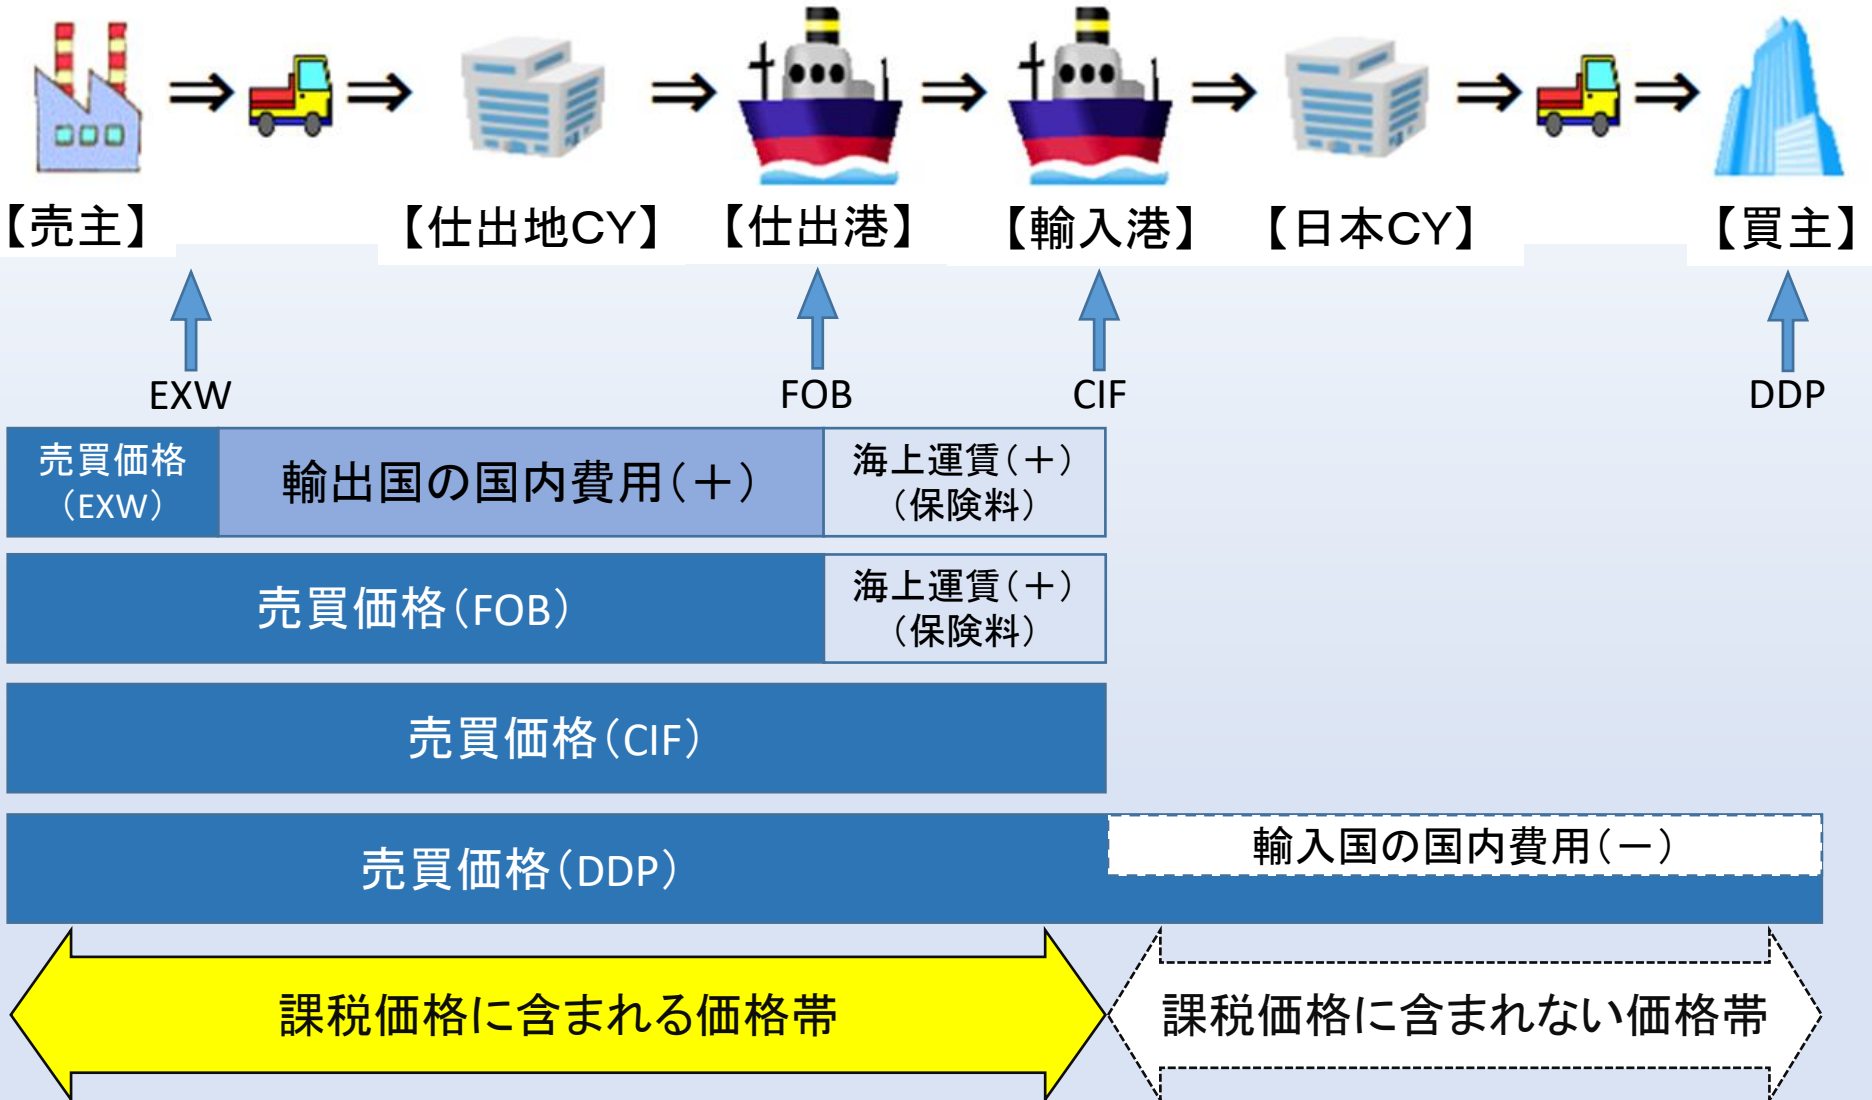 【売主】
【仕出地CY】
【仕出港】
【輸入港】
【日本CY】
【買主】
EXW
FOB
CIF
DDP
売買価格
（EXW）
輸出国の国内費用（＋）
海上運賃（＋）
（保険料）
売買価格（FOB）
海上運賃（＋）
（保険料）
売買価格（CIF）
売買価格（DDP）
輸入国の国内費用（－）
課税価格に含まれる価格帯
課税価格に含まれない価格帯